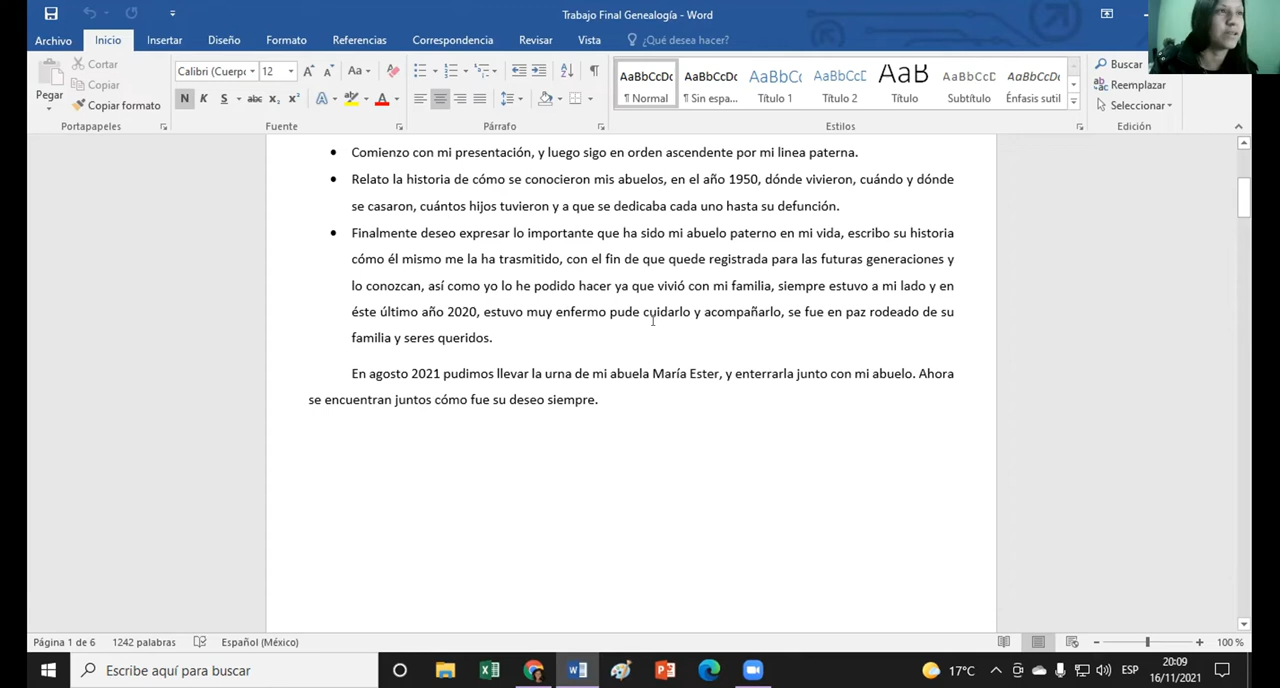 Trabajo Final Genealogía - Word
Archivo Inicio Insertar Diseño Formato Referencias Correspondencia Revisar Vista ¿Qué desea hacer?
Pegar
Cortar
Copiar
Copiar formato
Portapapeles
Calibri (Cuerpo 12
Aa
N K S abc x₂ x²
Fuente
Párrafo
AaBbCcDc AaBbCcDc AaBbCc AaBbCcD AaB AaBbCcD AaBbCcDc
¶ Normal ¶ Sin espa... Título 1 Título 2 Título Subtítulo Énfasis sutil
Estilos
Buscar
Reemplazar
Seleccionar
Edición
• Comienzo con mi presentación, y luego sigo en orden ascendente por mi linea paterna.
• Relato la historia de cómo se conocieron mis abuelos, en el año 1950, dónde vivieron, cuándo y dónde
se casaron, cuántos hijos tuvieron y a que se dedicaba cada uno hasta su defunción.
• Finalmente deseo expresar lo importante que ha sido mi abuelo paterno en mi vida, escribo su historia
cómo él mismo me la ha trasmitido, con el fin de que quede registrada para las futuras generaciones y
lo conozcan, así como yo lo he podido hacer ya que vivió con mi familia, siempre estuvo a mi lado y en
éste último año 2020, estuvo muy enfermo pude cuidarlo y acompañarlo, se fue en paz rodeado de su
familia y seres queridos.
En agosto 2021 pudimos llevar la urna de mi abuela María Ester, y enterrarla junto con mi abuelo. Ahora
se encuentran juntos cómo fue su deseo siempre.
Página 1 de 6 1242 palabras Español (México) 100 %
Escribe aquí para buscar
17°C ESP
20:09
16/11/2021